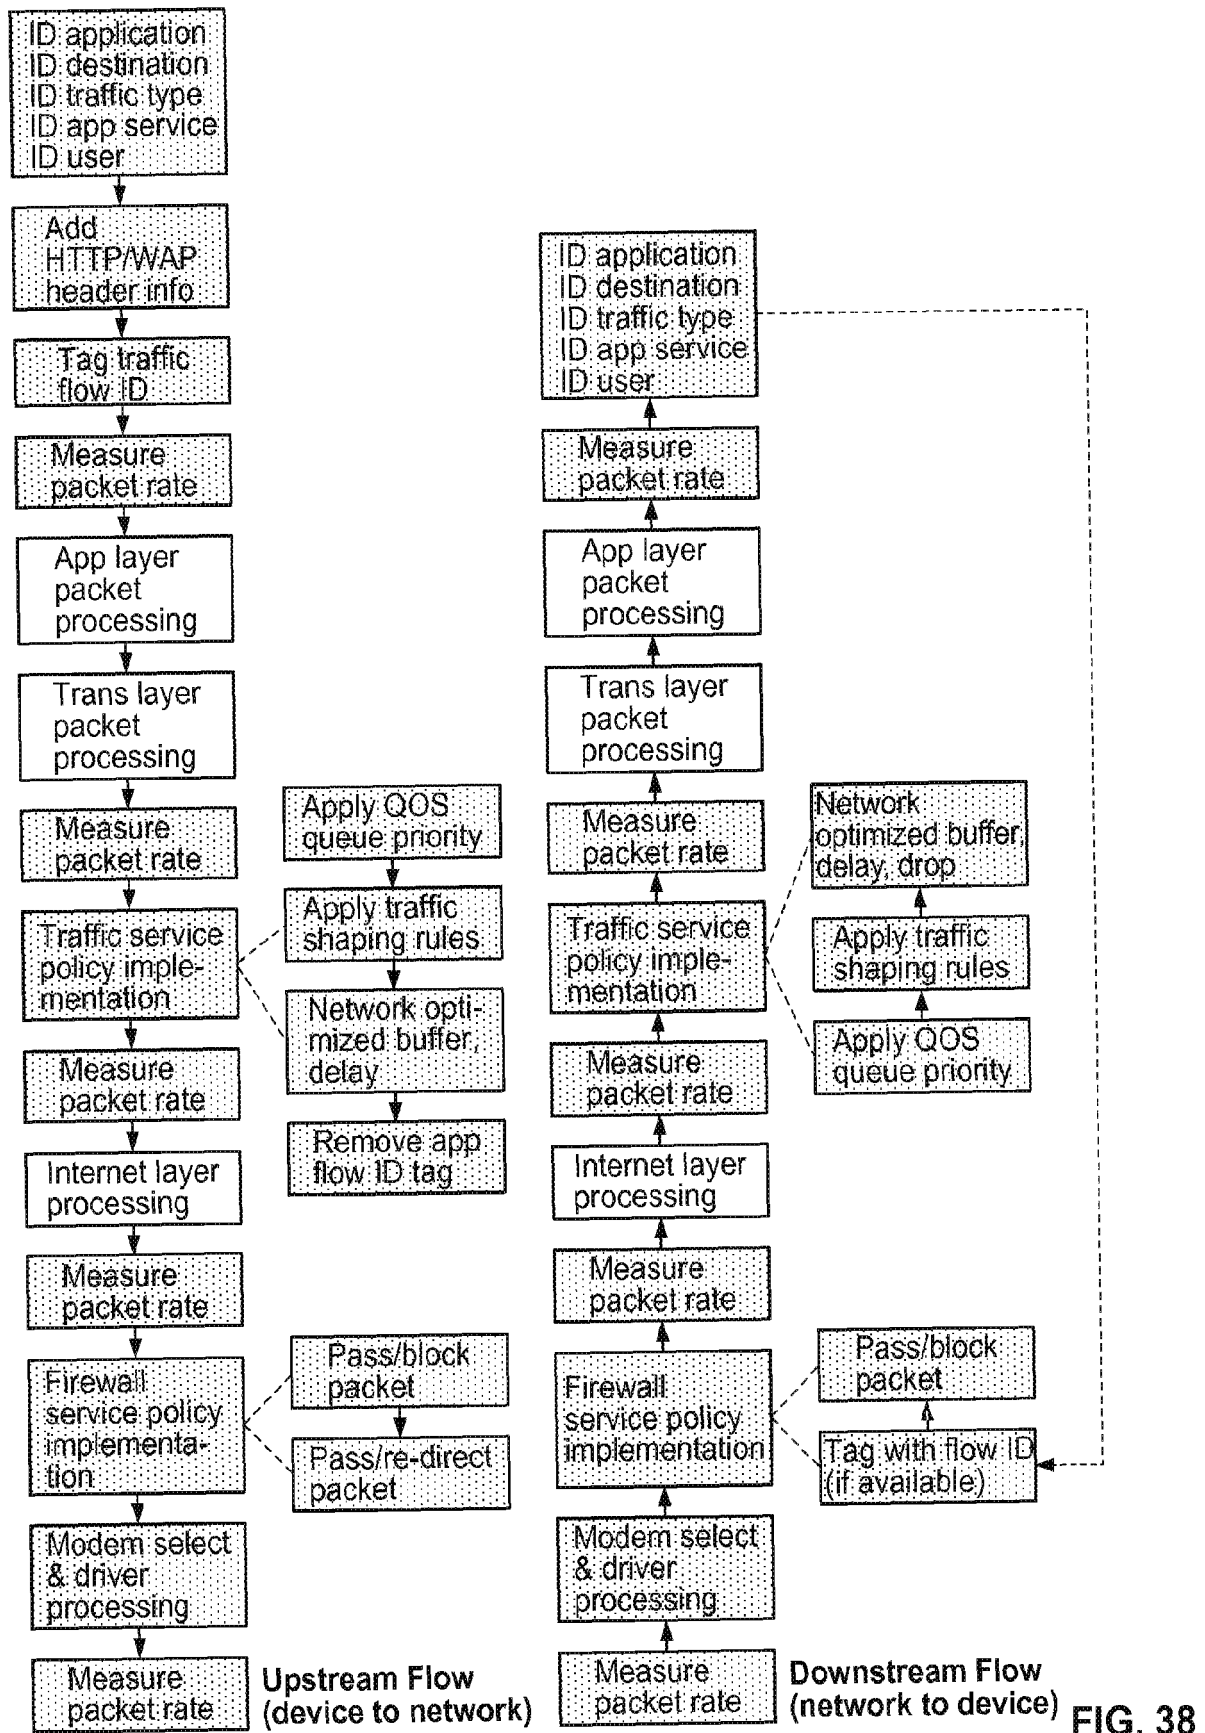 ID application
ID destination
ID traffic type
ID app service
ID user
Add
HTTP/WAP
header info
Tag traffic
flow ID
Measure
packet rate
App layer
packet
processing
Trans layer
packet
processing
Measure
packet rate
Traffic service
policy imple-
mentation
Measure
packet rate
Internet layer
processing
Measure
packet rate
Firewall
service policy
implementa-
tion
Modem select
& driver
processing
Measure
packet rate
Apply QOS
queue priority
Apply traffic
shaping rules
Network opti-
mized buffer,
delay
Remove app
flow ID tag
Pass/block
packet
Pass/re-direct
packet
Upstream Flow
(device to network)
ID application
ID destination
ID traffic type
ID app service
ID user
Measure
packet rate
App layer
packet
processing
Trans layer
packet
processing
Measure
packet rate
Traffic service
policy imple-
mentation
Measure
packet rate
Internet layer
processing
Measure
packet rate
Firewall
service policy
implementation
Modem select
& driver
processing
Measure
packet rate
Network
optimized buffer,
delay, drop
Apply traffic
shaping rules
Apply QOS
queue priority
Pass/block
packet
Tag with flow ID
(if available)
Downstream Flow
(network to device)
FIG. 38